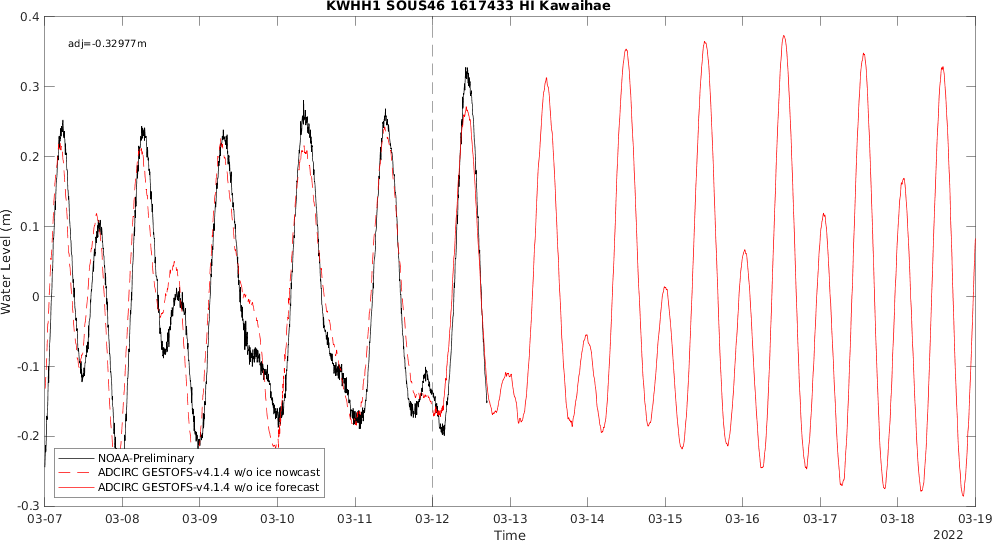 KWHH1 SOUS46 1617433 HI Kawaihae
adj=-0.32977m
0.4
0.3
0.2
0.1
0
-0.1
-0.2
-0.3
Water Level (m)
NOAA-Preliminary
ADCIRC GESTOFS-v4.1.4 w/o ice nowcast
ADCIRC GESTOFS-v4.1.4 w/o ice forecast
03-07 03-08 03-09 03-10 03-11 03-12 03-13 03-14 03-15 03-16 03-17 03-18 03-19
Time
2022